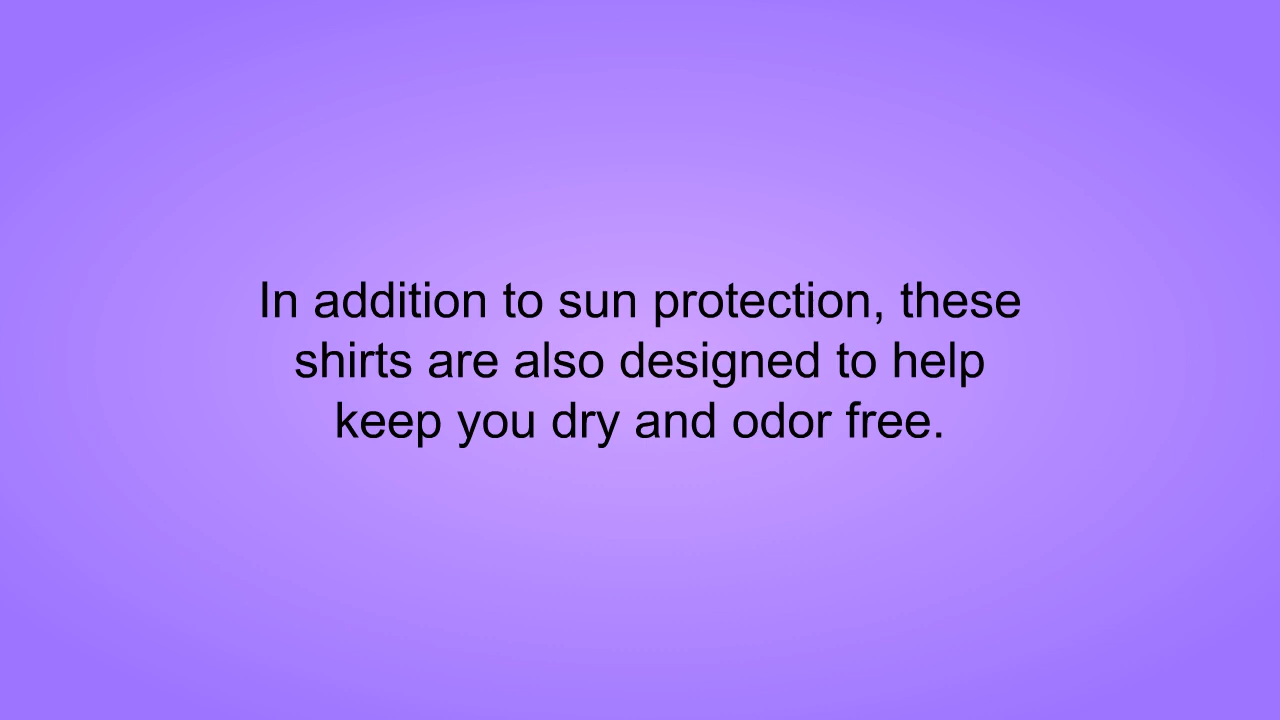 In addition to sun protection, these
shirts are also designed to help
keep you dry and odor free.